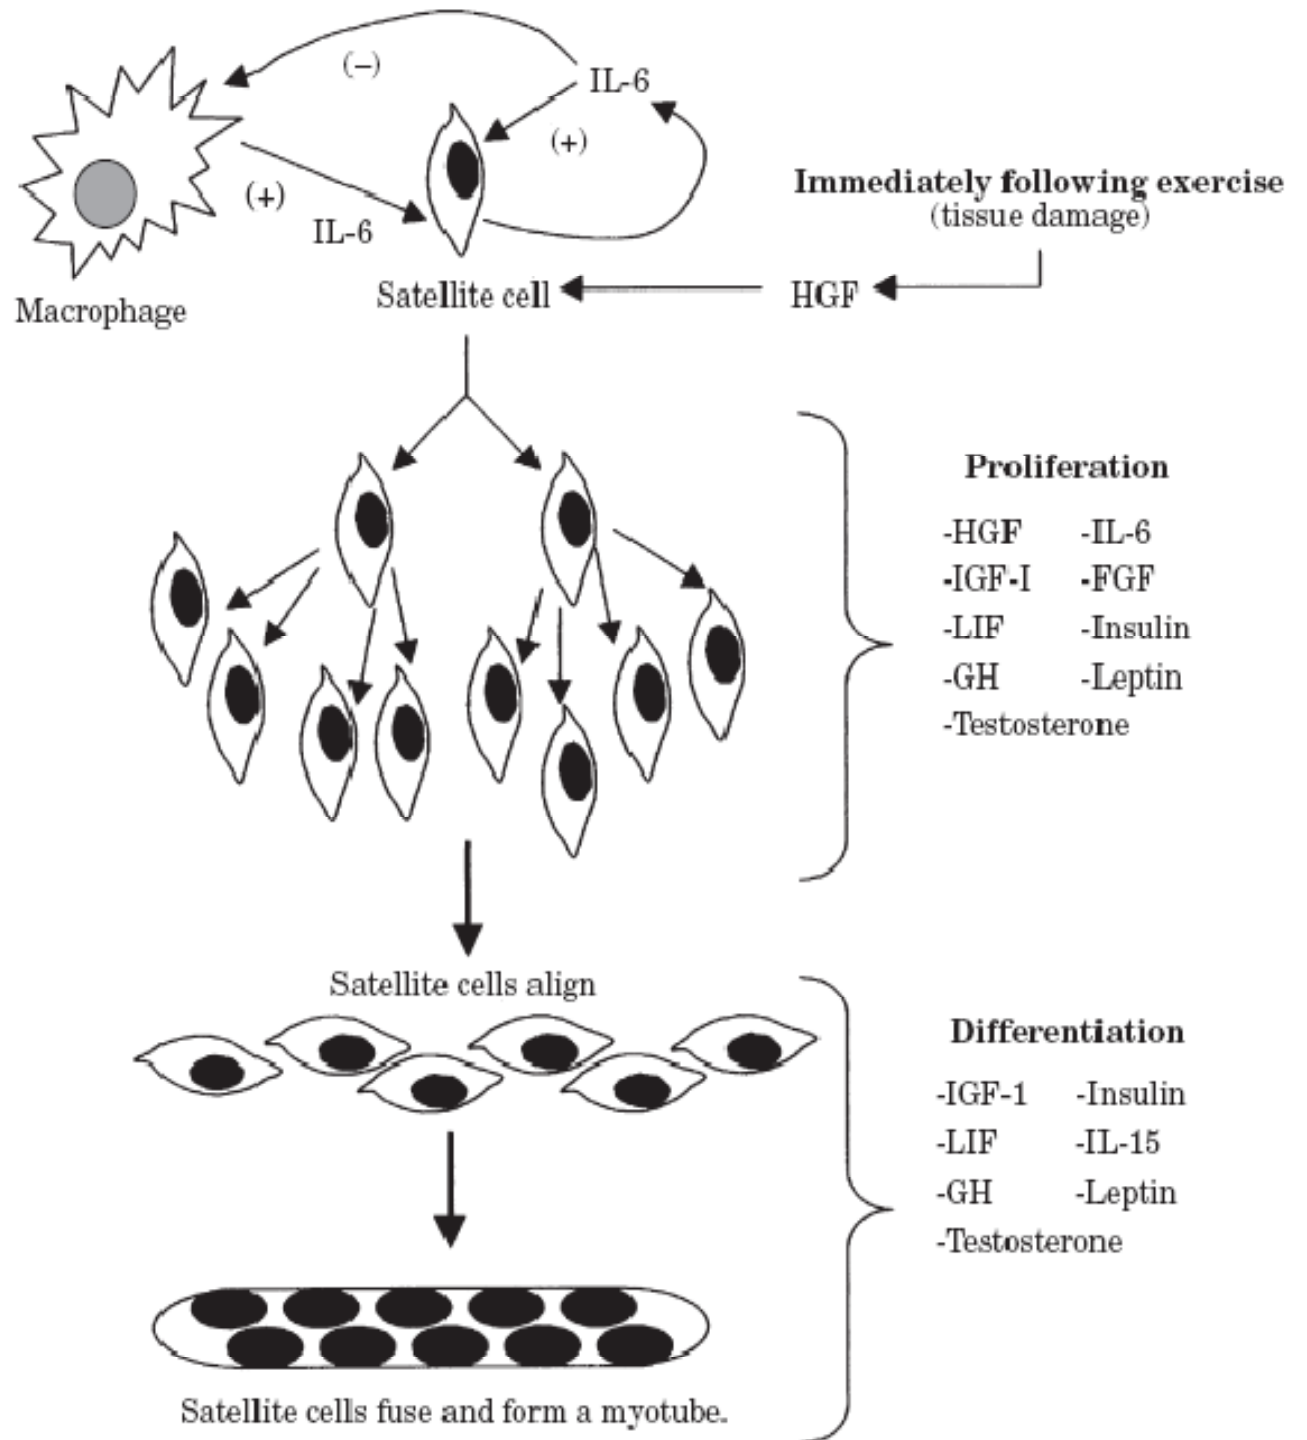 (−)
IL-6
(+)
(+)
IL-6
Immediately following exercise
(tissue damage)
Macrophage
Satellite cell
HGF
Proliferation
-HGF -IL-6
-IGF-I -FGF
-LIF -Insulin
-GH -Leptin
-Testosterone
Satellite cells align
Differentiation
-IGF-1 -Insulin
-LIF -IL-15
-GH -Leptin
-Testosterone
Satellite cells fuse and form a myotube.